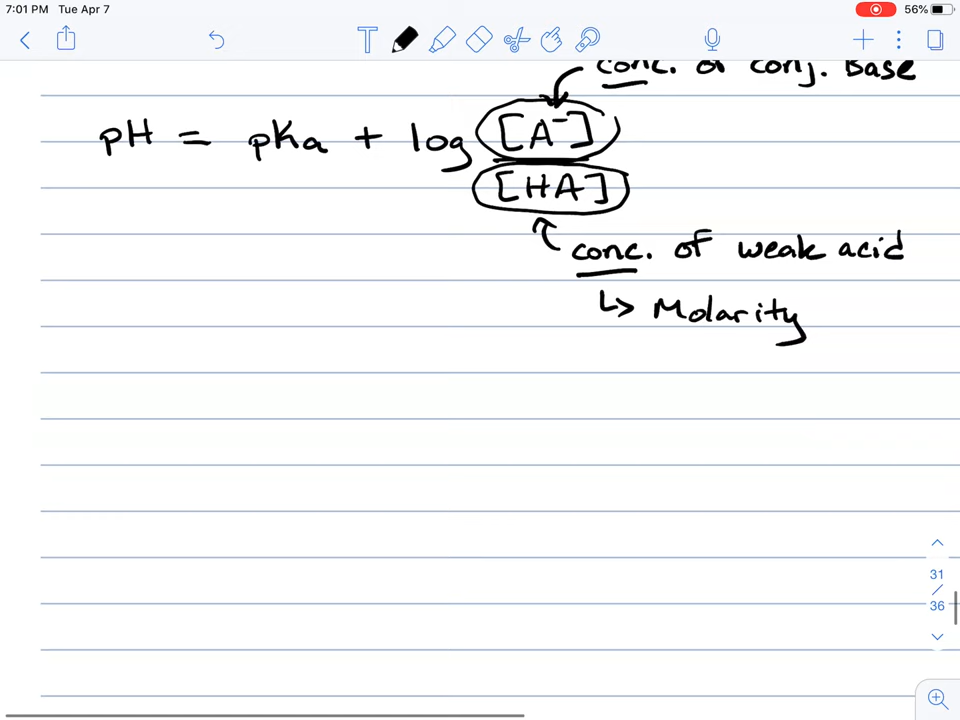 7:01 PM Tue Apr 7
56%
T
conc. of conj. Base
pH = pKa + log [A⁻]
[HA]
conc. of weak acid
↳ Molarity
31
/
36